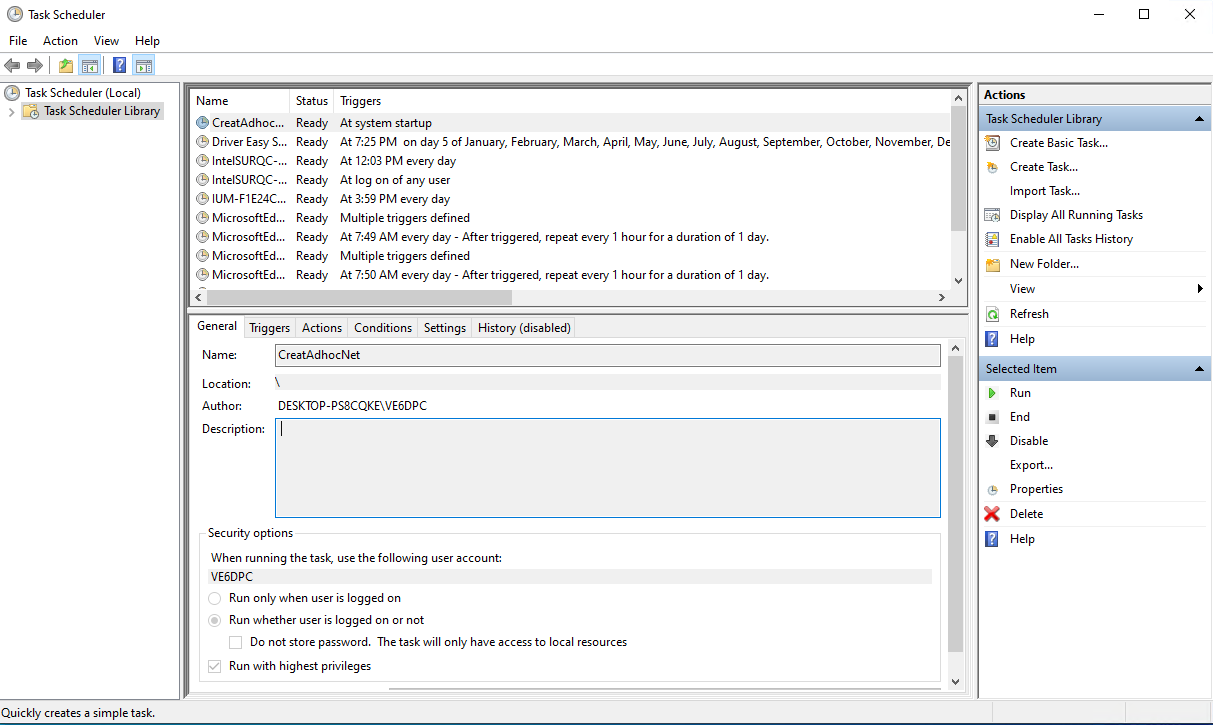 Task Scheduler
File Action View Help
Task Scheduler (Local)
Task Scheduler Library
Name Status Triggers
CreatAdhoc... Ready At system startup
Driver Easy S... Ready At 7:25 PM on day 5 of January, February, March, April, May, June, July, August, September, October, November, De
IntelSURQC-... Ready At 12:03 PM every day
IntelSURQC-... Ready At log on of any user
IUM-F1E24C... Ready At 3:59 PM every day
MicrosoftEd... Ready Multiple triggers defined
MicrosoftEd... Ready At 7:49 AM every day - After triggered, repeat every 1 hour for a duration of 1 day.
MicrosoftEd... Ready Multiple triggers defined
MicrosoftEd... Ready At 7:50 AM every day - After triggered, repeat every 1 hour for a duration of 1 day.
General Triggers Actions Conditions Settings History (disabled)
Name: CreatAdhocNet
Location: \
Author: DESKTOP-PS8CQKE\VE6DPC
Description:
Security options
When running the task, use the following user account:
VE6DPC
Run only when user is logged on
Run whether user is logged on or not
Do not store password. The task will only have access to local resources
Run with highest privileges
Actions
Task Scheduler Library
Create Basic Task...
Create Task...
Import Task...
Display All Running Tasks
Enable All Tasks History
New Folder...
View
Refresh
Help
Selected Item
Run
End
Disable
Export...
Properties
Delete
Help
Quickly creates a simple task.